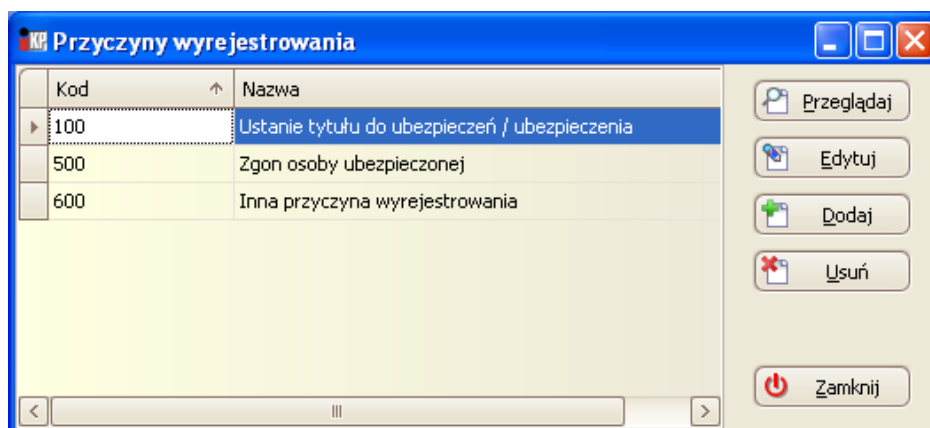 KP Przyczyny wyrejestrowania
Kod Nazwa
100 Ustanie tytułu do ubezpieczeń / ubezpieczenia
500 Zgon osoby ubezpieczonej
600 Inna przyczyna wyrejestrowania
Przeglądaj
Edytuj
Dodaj
Usuń
Zamknij